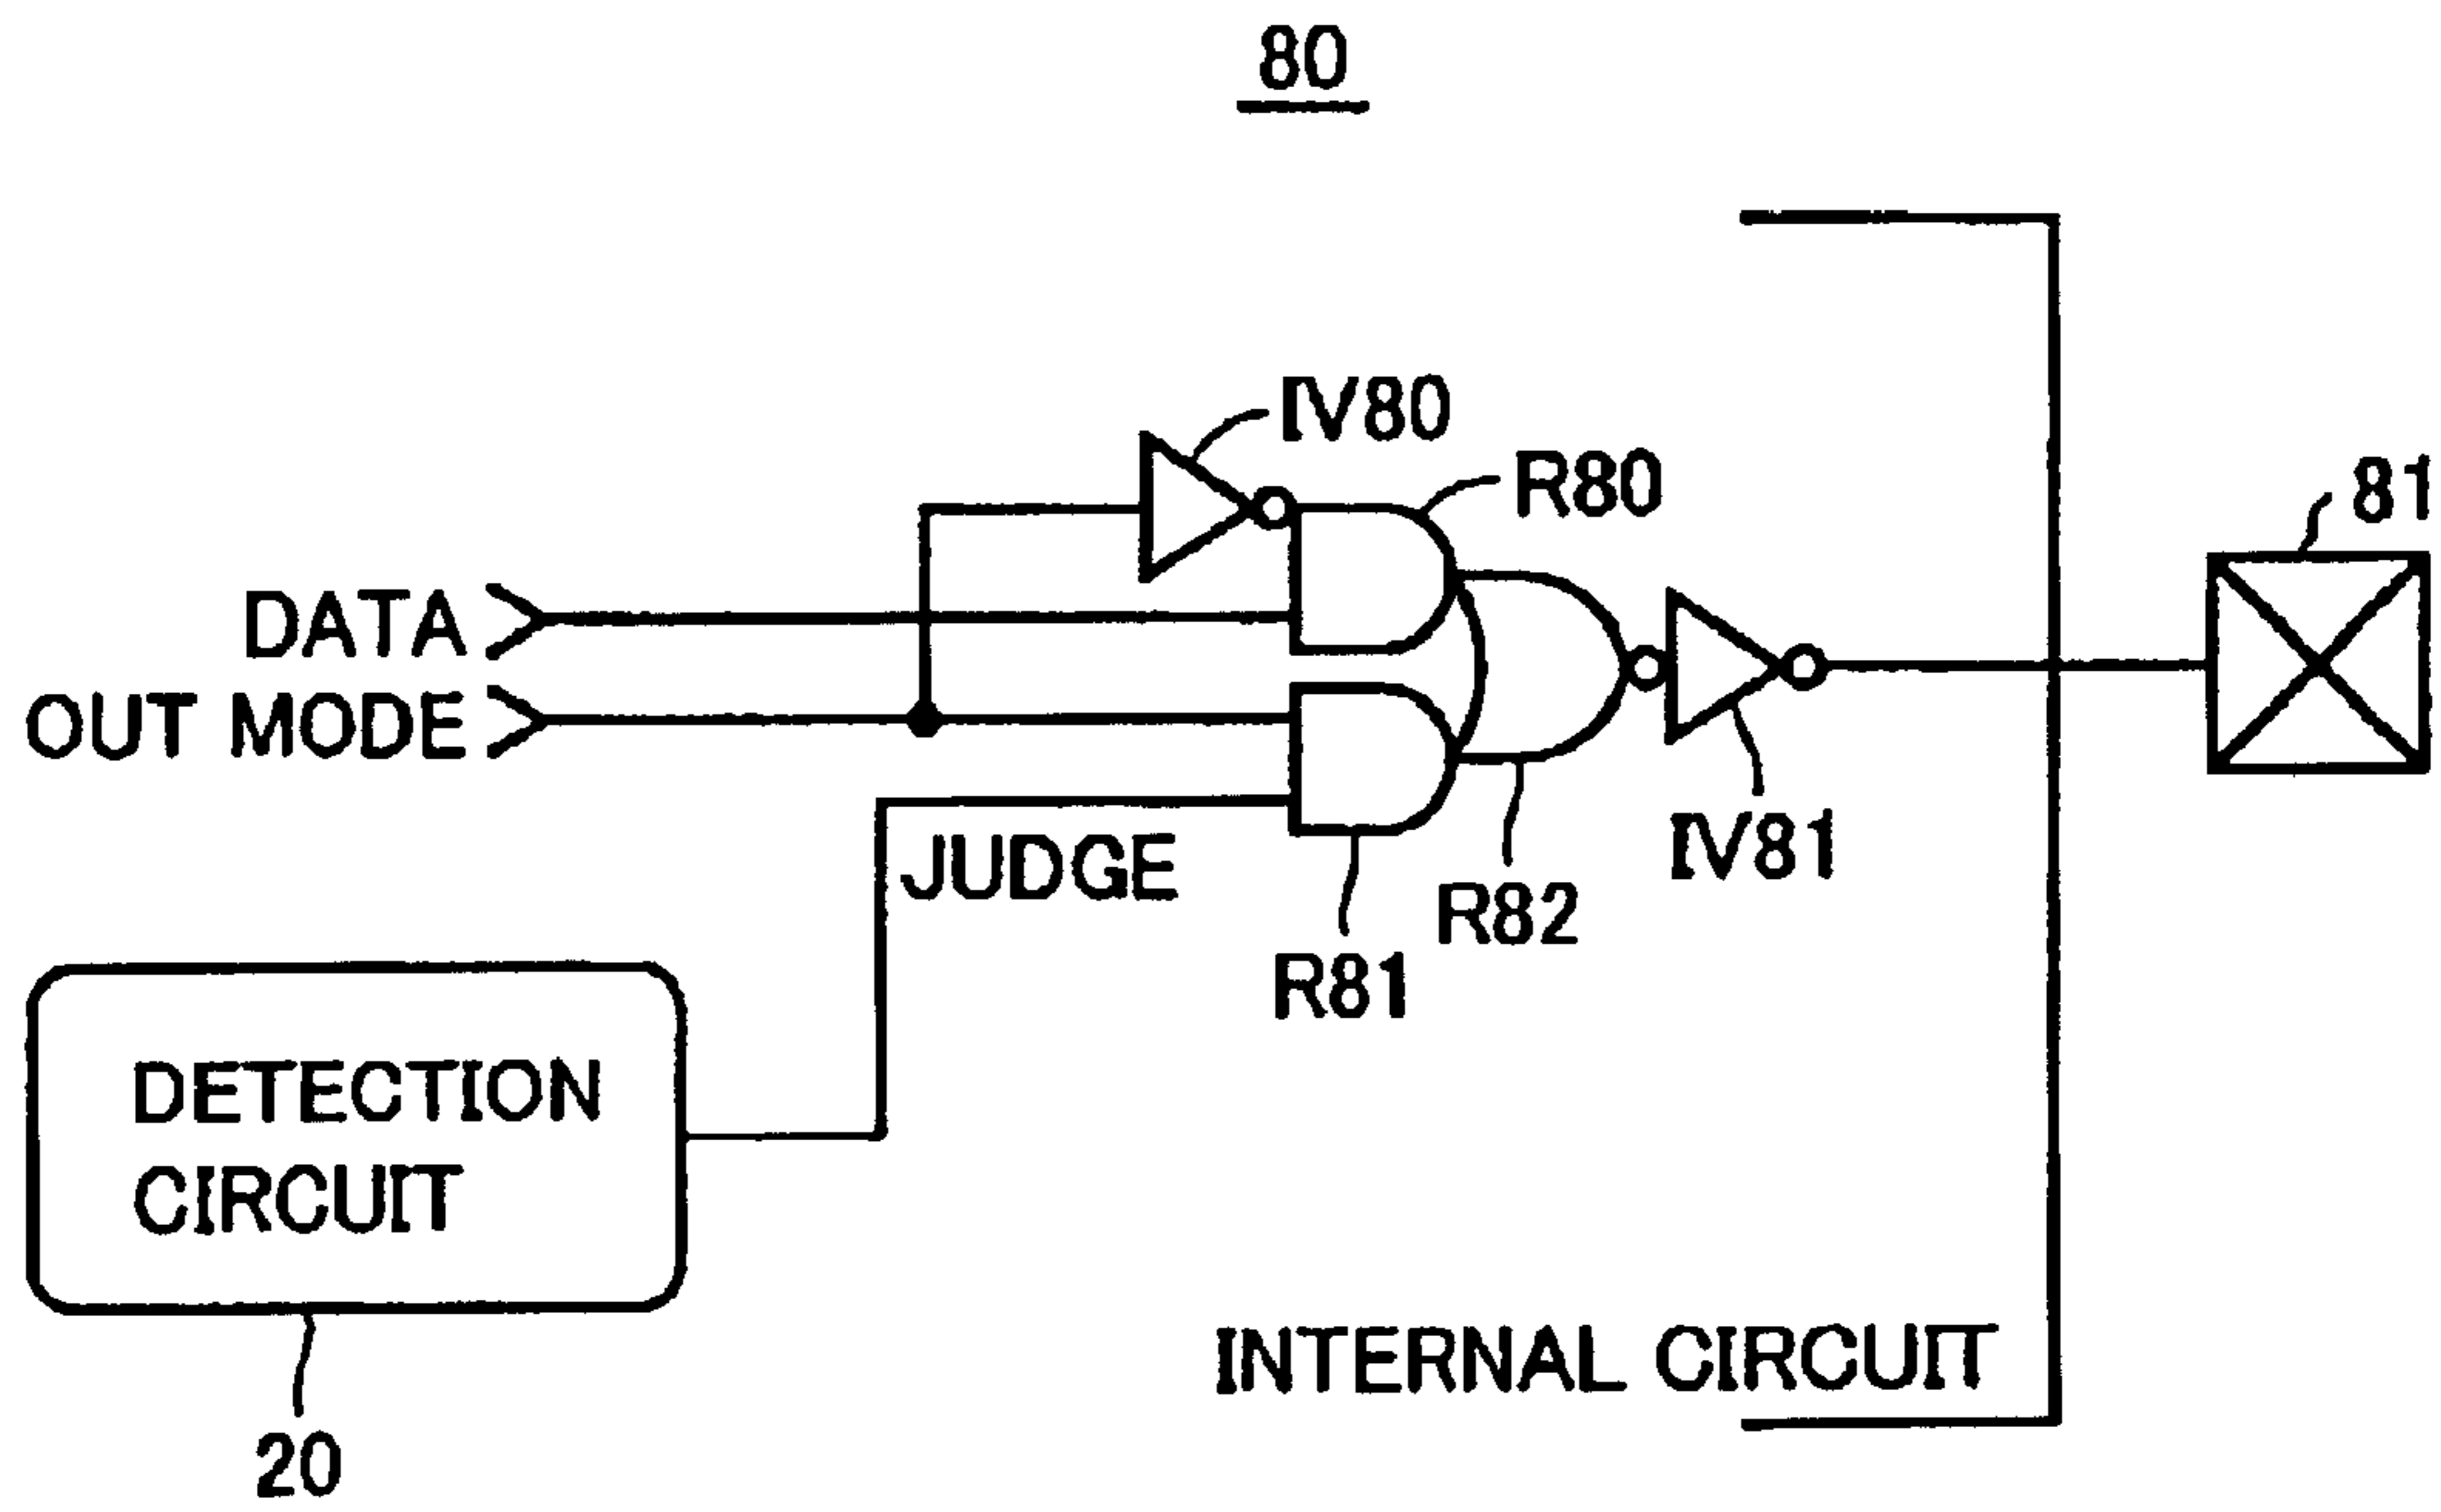 80
IV80
R80
81
DATA
OUT MODE
JUDGE
IV81
R82
R81
DETECTION
CIRCUIT
INTERNAL CIRCUIT
20